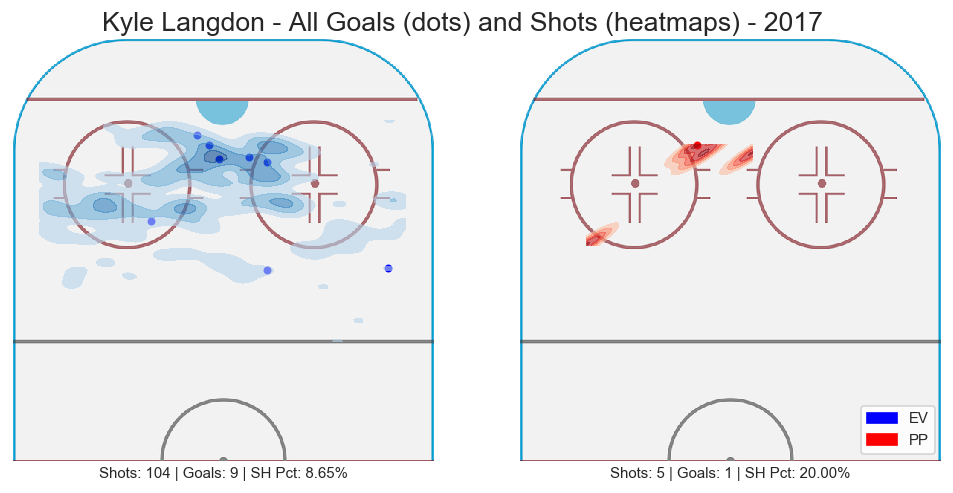 Kyle Langdon - All Goals (dots) and Shots (heatmaps) - 2017
EV
PP
Shots: 104 | Goals: 9 | SH Pct: 8.65%
Shots: 5 | Goals: 1 | SH Pct: 20.00%